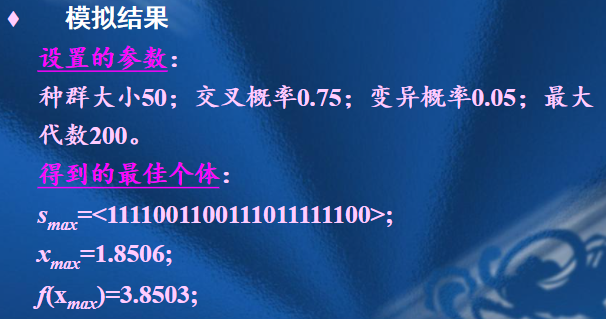 模拟结果
设置的参数：
种群大小50；交叉概率0.75；变异概率0.05；最大
代数200。
得到的最佳个体：
smax=<1111001100111011111100>;
xmax=1.8506;
f(xmax)=3.8503;